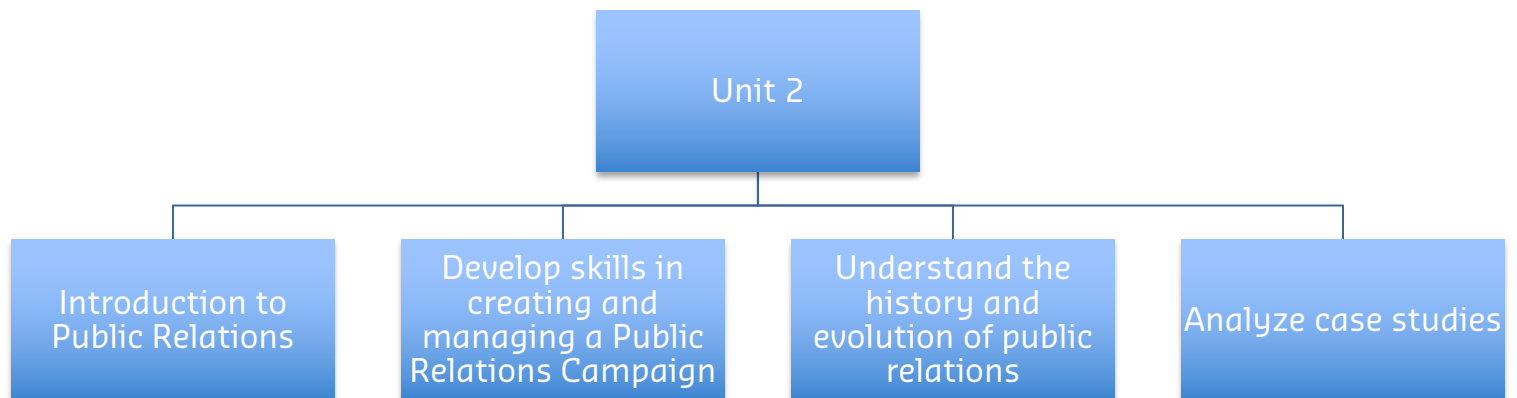 Unit 2
Introduction to
Public Relations
Develop skills in
creating and
managing a Public
Relations Campaign
Understand the
history and
evolution of public
relations
Analyze case studies